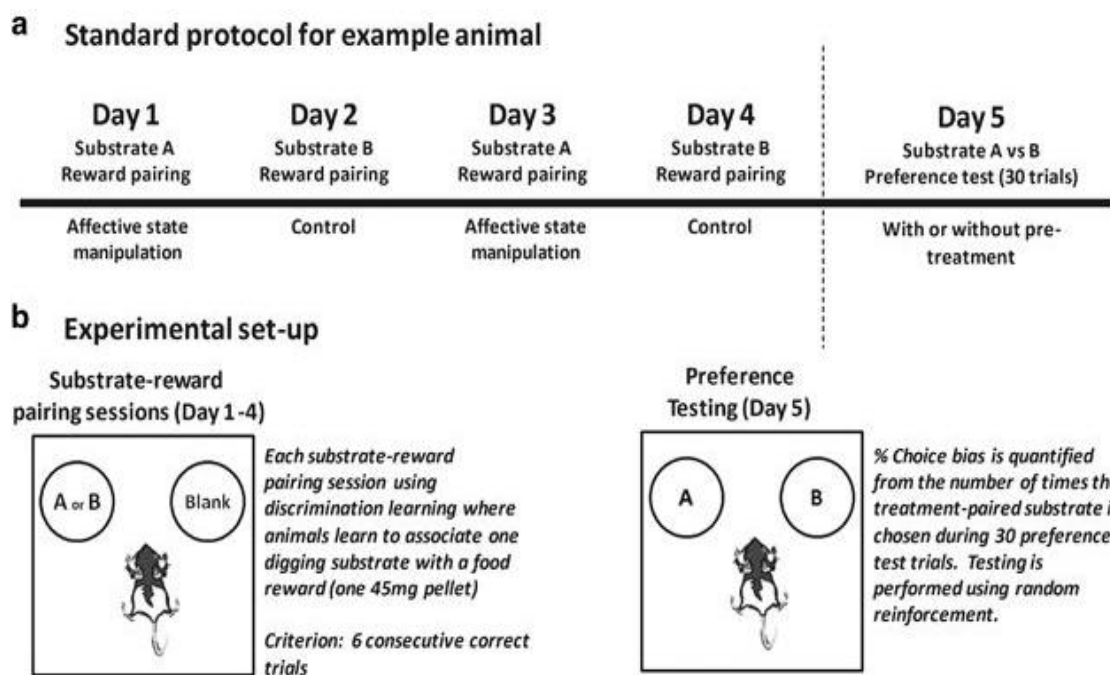 a Standard protocol for example animal
Day 1 Day 2 Day 3 Day 4 Day 5
Substrate A Substrate B Substrate A Substrate B Substrate A vs B
Reward pairing Reward pairing Reward pairing Reward pairing Preference test (30 trials)
Affective state Control Affective state Control With or without pre-
manipulation manipulation treatment
b Experimental set-up
Substrate-reward
pairing sessions (Day 1-4)
A or B Blank
Each substrate-reward
pairing session using
discrimination learning where
animals learn to associate one
digging substrate with a food
reward (one 45mg pellet)
Criterion: 6 consecutive correct
trials
Preference
Testing (Day 5)
A B
% Choice bias is quantified
from the number of times th
treatment-paired substrate i
chosen during 30 preference
test trials. Testing is
performed using random
reinforcement.